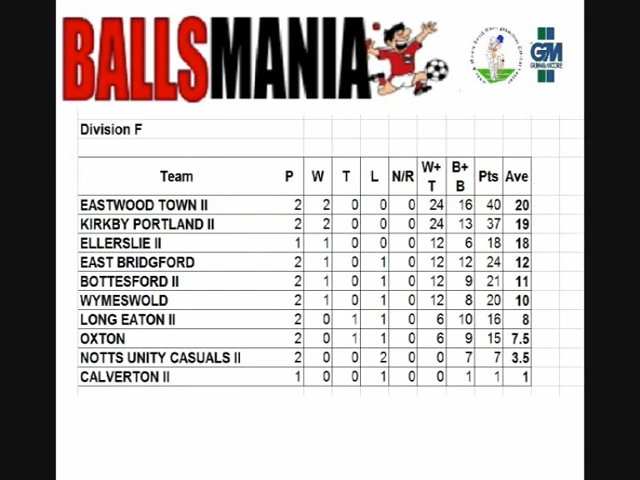 BALLSMANIA
GM
GUNN&MOORE
Division F
Team P W T L N/R W+ T B+ B Pts Ave
EASTWOOD TOWN II 2 2 0 0 0 24 16 40 20
KIRKBY PORTLAND II 2 2 0 0 0 24 13 37 19
ELLERSLIE II 1 1 0 0 0 12 6 18 18
EAST BRIDGFORD 2 1 0 1 0 12 12 24 12
BOTTESFORD II 2 1 0 1 0 12 9 21 11
WYMESWOLD 2 1 0 1 0 12 8 20 10
LONG EATON II 2 0 1 1 0 6 10 16 8
OXTON 2 0 1 1 0 6 9 15 7.5
NOTTS UNITY CASUALS II 2 0 0 2 0 0 7 7 3.5
CALVERTON II 1 0 0 1 0 0 1 1 1